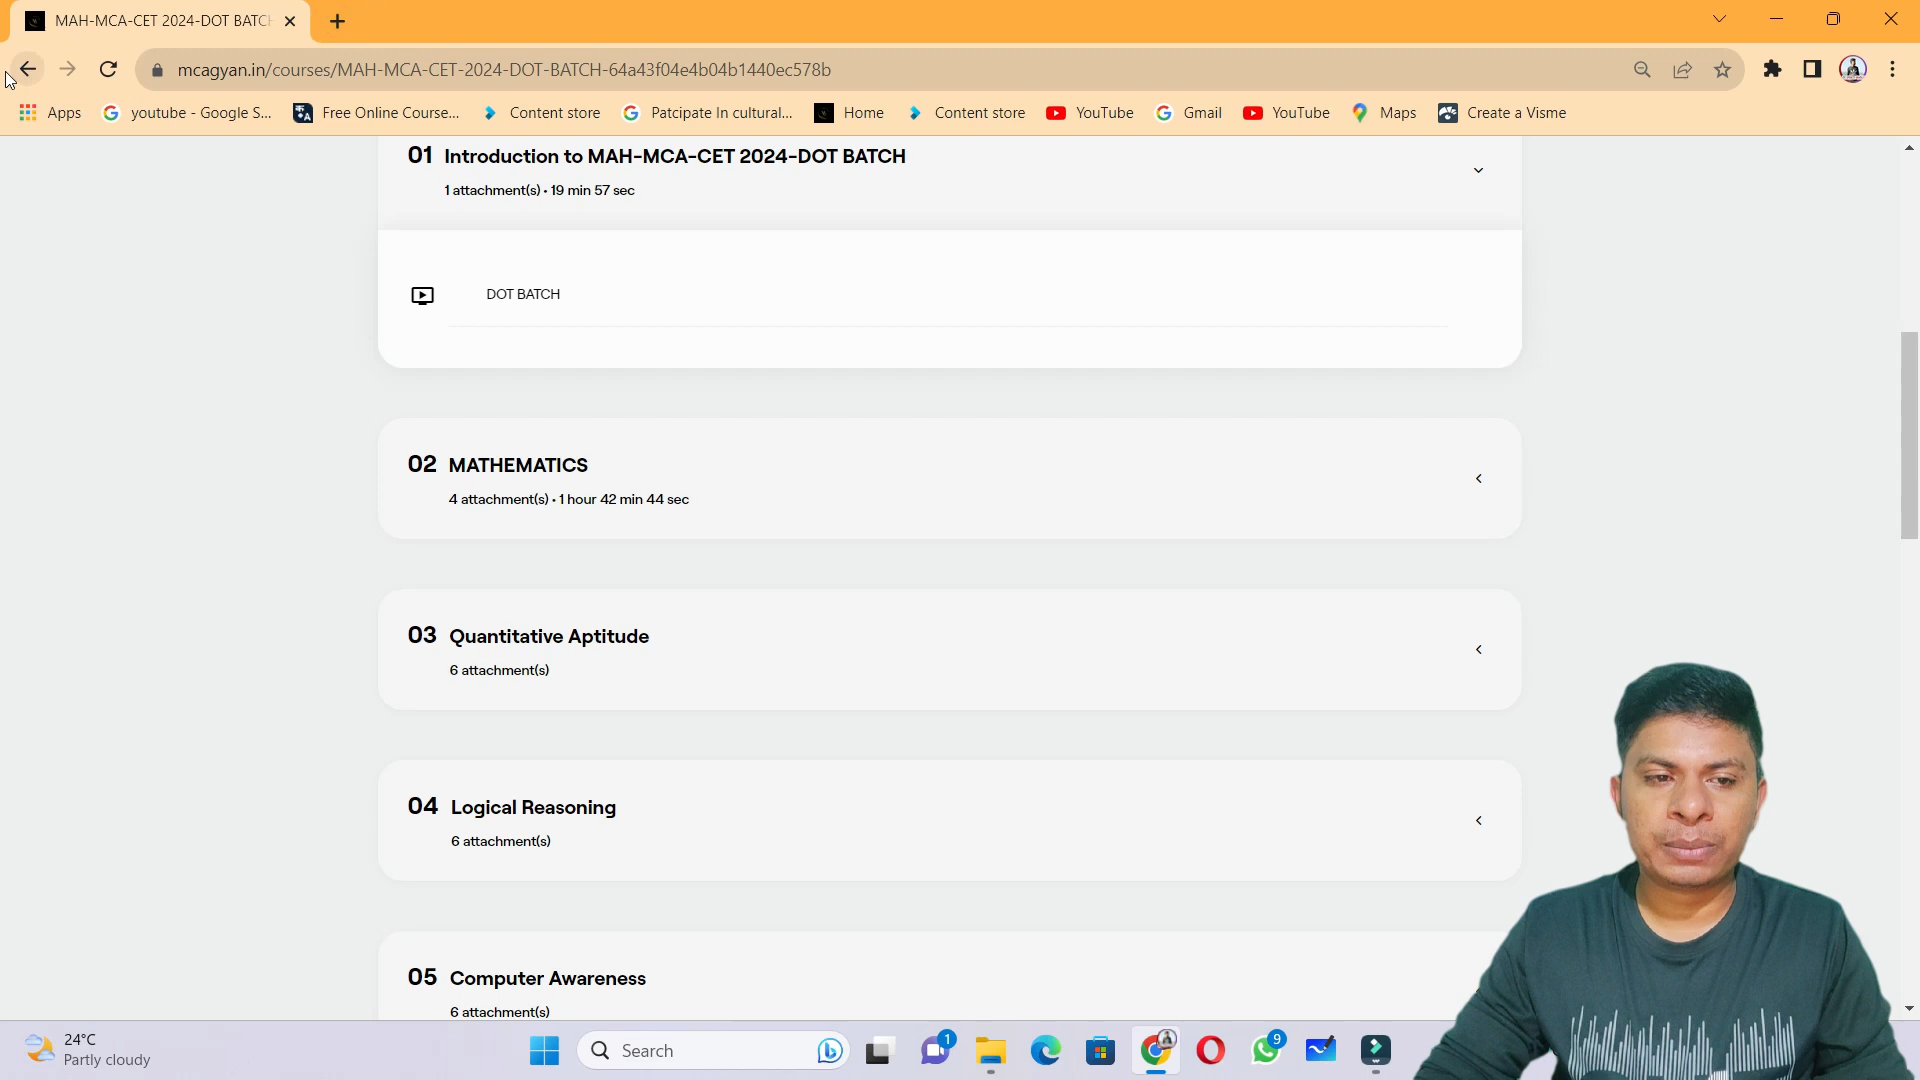 MAH-MCA-CET 2024-DOT BATCH
mcagyan.in/courses/MAH-MCA-CET-2024-DOT-BATCH-64a43f04e4b04b1440ec578b
Apps youtube - Google S... Free Online Course... Content store Patcipate In cultural... Home Content store YouTube Gmail YouTube Maps Create a Visme
01 Introduction to MAH-MCA-CET 2024-DOT BATCH
1 attachment(s) • 19 min 57 sec
DOT BATCH
02 MATHEMATICS
4 attachment(s) • 1 hour 42 min 44 sec
03 Quantitative Aptitude
6 attachment(s)
04 Logical Reasoning
6 attachment(s)
05 Computer Awareness
6 attachment(s)
24°C
Partly cloudy
Search
1
9